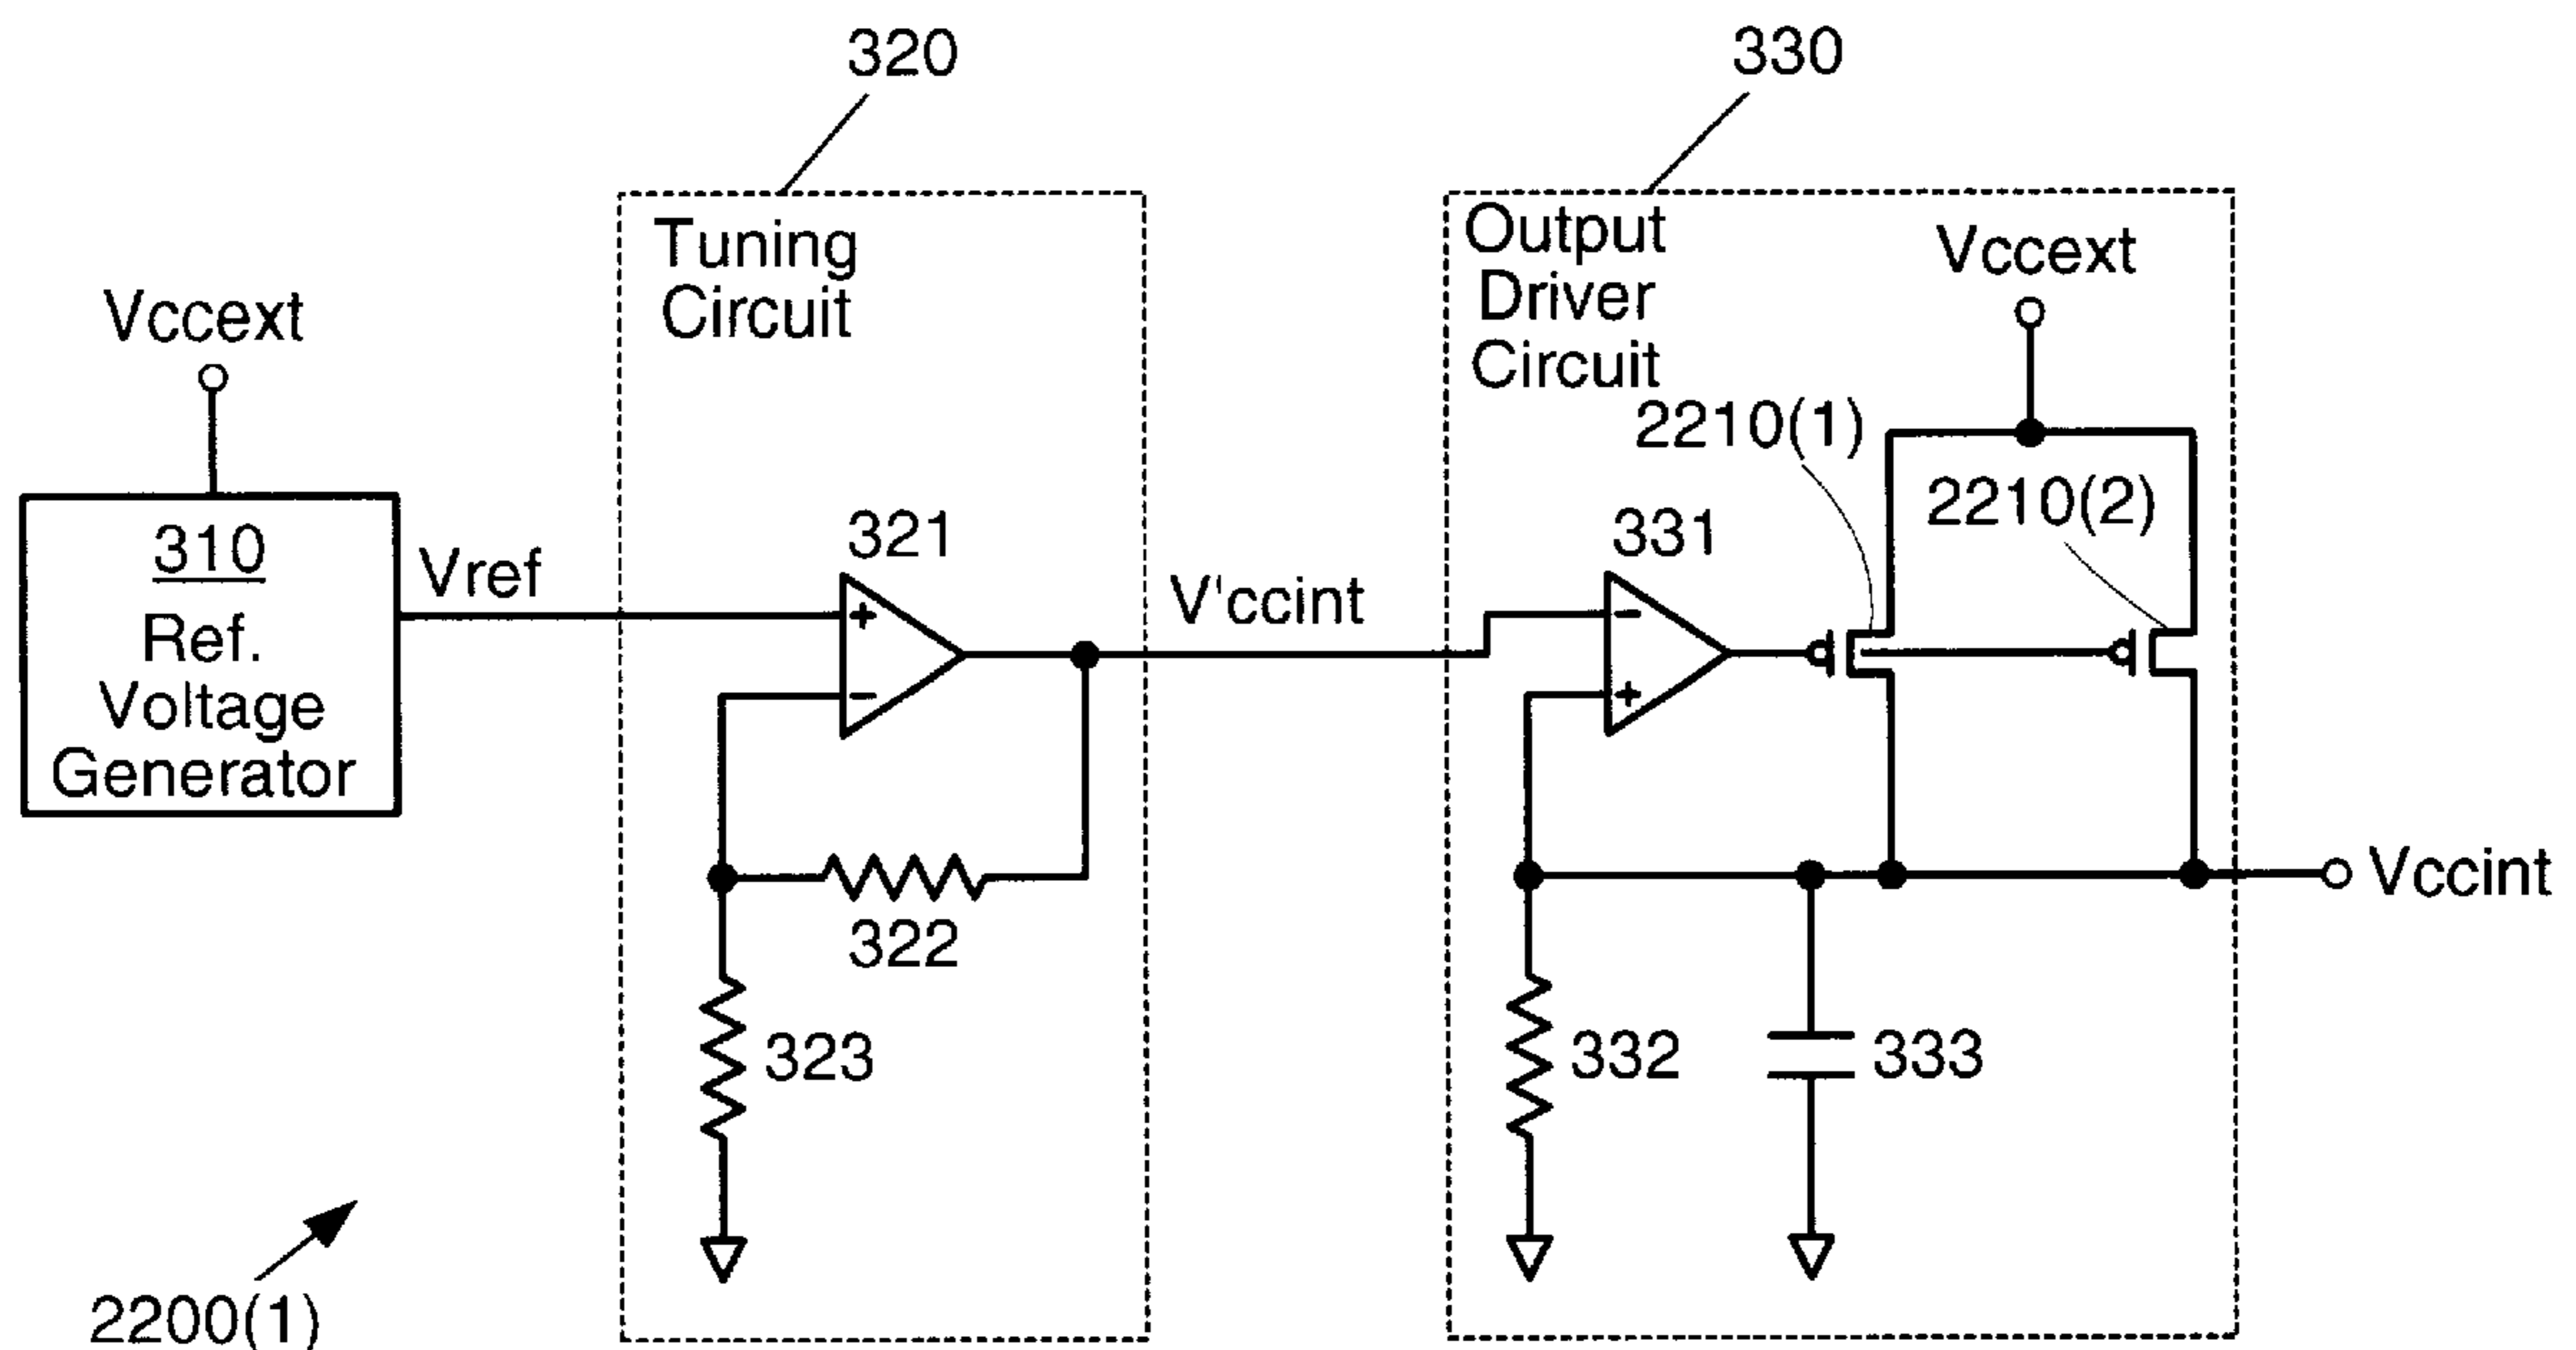 320
330
Tuning
Circuit
Output
Driver
Circuit
Vccext
Vccext
2210(1)
2210(2)
310
Ref.
Voltage
Generator
Vref
321
+
−
V'ccint
331
−
+
322
323
332
333
Vccint
2200(1)